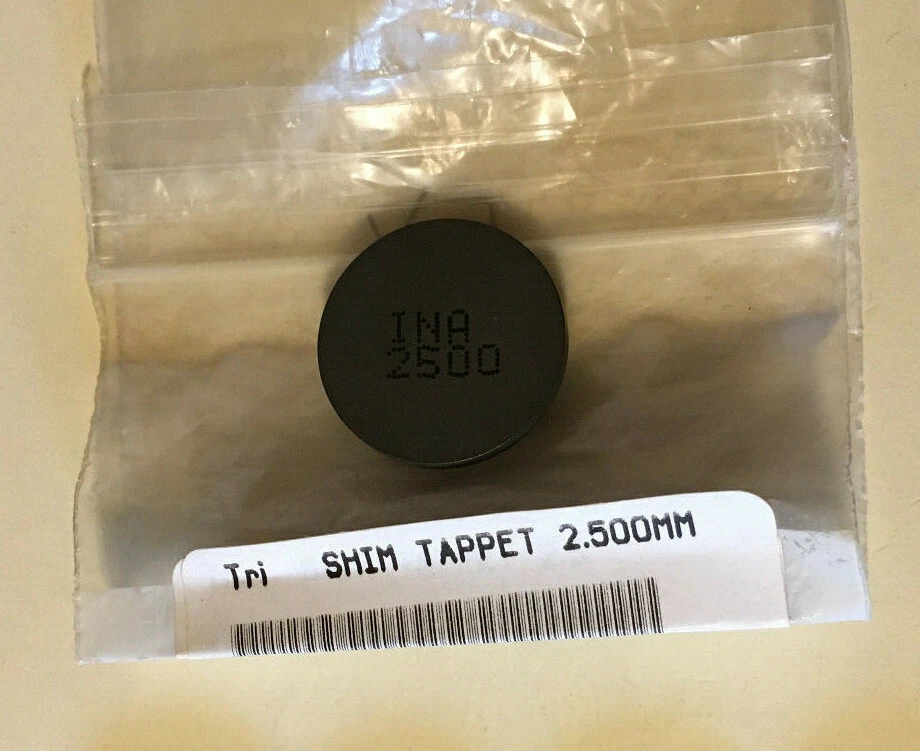 INA
2500
Tri SHIM TAPPET 2.500MM